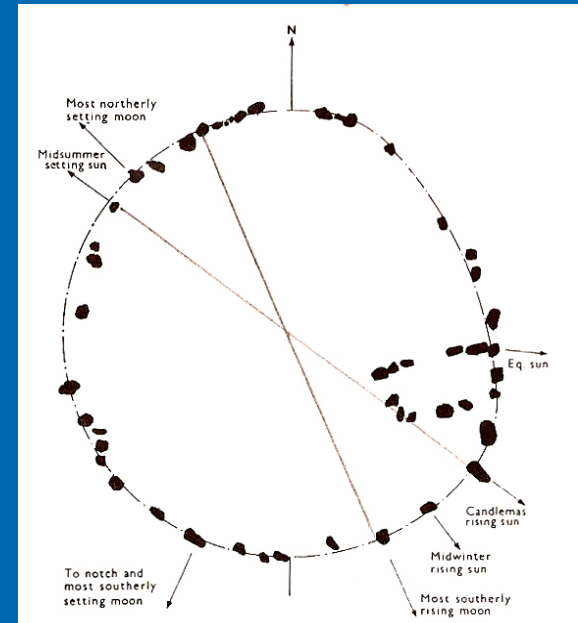 N
Most northerly
setting moon
Midsummer
setting sun
Eq. sun
Candlemas
rising sun
Midwinter
rising sun
To notch and
most southerly
setting moon
Most southerly
rising moon